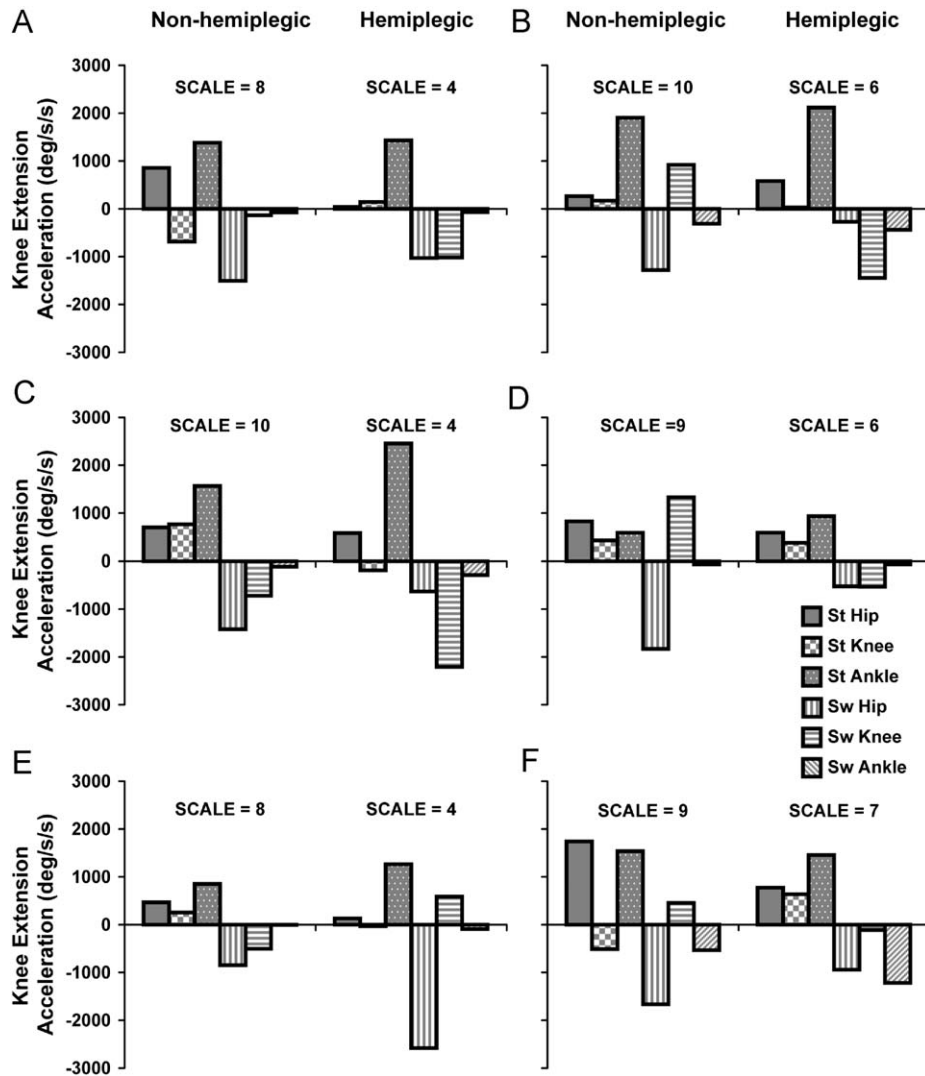 A
Non-hemiplegic
Hemiplegic
B
Non-hemiplegic
Hemiplegic
Knee Extension
Acceleration (deg/s/s)
3000
2000
1000
0
-1000
-2000
-3000
SCALE = 8
SCALE = 4
SCALE = 10
SCALE = 6
C
D
Knee Extension
Acceleration (deg/s/s)
3000
2000
1000
0
-1000
-2000
-3000
SCALE = 10
SCALE = 4
SCALE =9
SCALE = 6
St Hip
St Knee
St Ankle
Sw Hip
Sw Knee
Sw Ankle
E
F
Knee Extension
Acceleration (deg/s/s)
3000
2000
1000
0
-1000
-2000
-3000
SCALE = 8
SCALE = 4
SCALE = 9
SCALE = 7